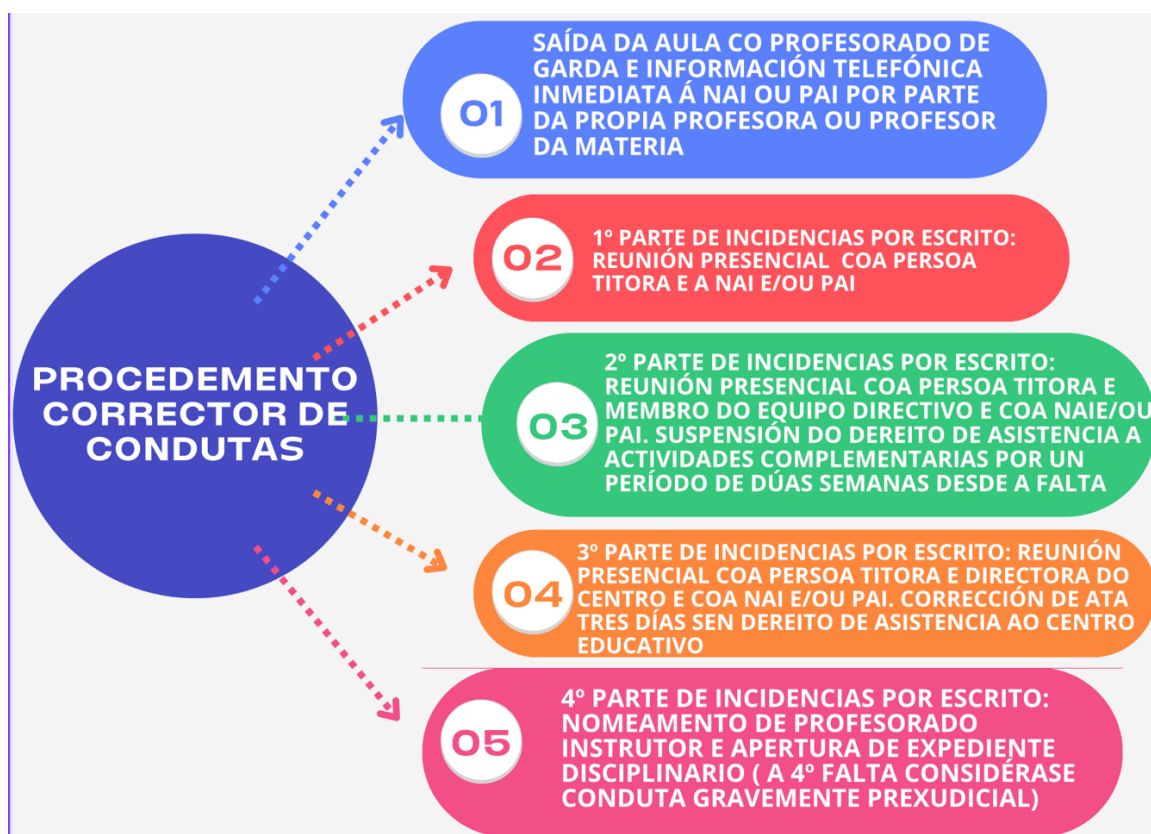 PROCEDEMENTO
CORRECTOR DE
CONDUTAS
01
SAÍDA DA AULA CO PROFESORADO DE
GARDA E INFORMACIÓN TELEFÓNICA
INMEDIATA Á NAI OU PAI POR PARTE
DA PROPIA PROFESORA OU PROFESOR
DA MATERIA
02
1º PARTE DE INCIDENCIAS POR ESCRITO:
REUNIÓN PRESENCIAL COA PERSOA
TITORA E A NAI E/OU PAI
03
2º PARTE DE INCIDENCIAS POR ESCRITO:
REUNIÓN PRESENCIAL COA PERSOA TITORA E
MEMBRO DO EQUIPO DIRECTIVO E COA NAIE/OU
PAI. SUSPENSIÓN DO DEREITO DE ASISTENCIA A
ACTIVIDADES COMPLEMENTARIAS POR UN
PERÍODO DE DÚAS SEMANAS DESDE A FALTA
04
3º PARTE DE INCIDENCIAS POR ESCRITO: REUNIÓN
PRESENCIAL COA PERSOA TITORA E DIRECTORA DO
CENTRO E COA NAI E/OU PAI. CORRECCIÓN DE ATA
TRES DÍAS SEN DEREITO DE ASISTENCIA AO CENTRO
EDUCATIVO
05
4º PARTE DE INCIDENCIAS POR ESCRITO:
NOMEAMENTO DE PROFESORADO
INSTRUTOR E APERTURA DE EXPEDIENTE
DISCIPLINARIO ( A 4º FALTA CONSIDÉRASE
CONDUTA GRAVEMENTE PREXUDICIAL)